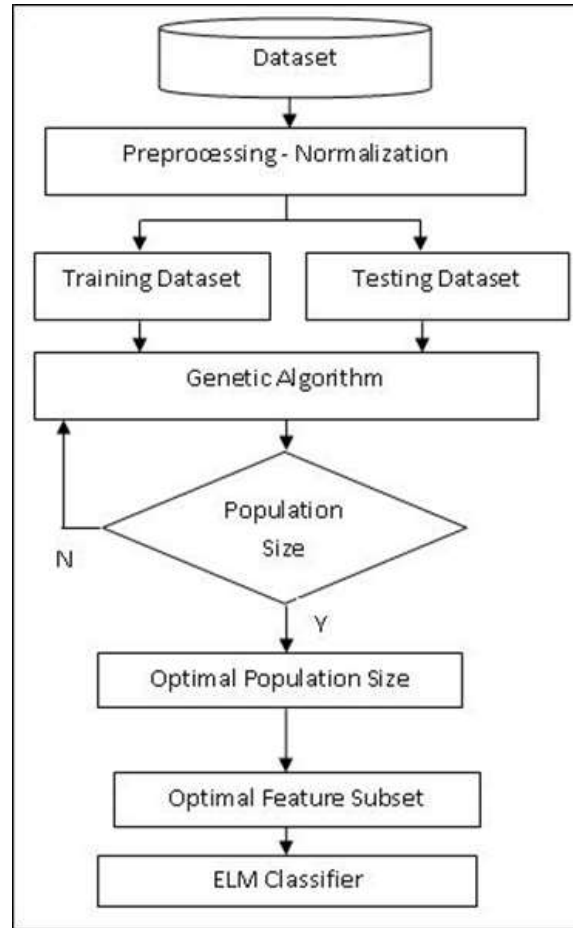 Dataset
Preprocessing - Normalization
Training Dataset
Testing Dataset
Genetic Algorithm
Population
Size
N
Y
Optimal Population Size
Optimal Feature Subset
ELM Classifier